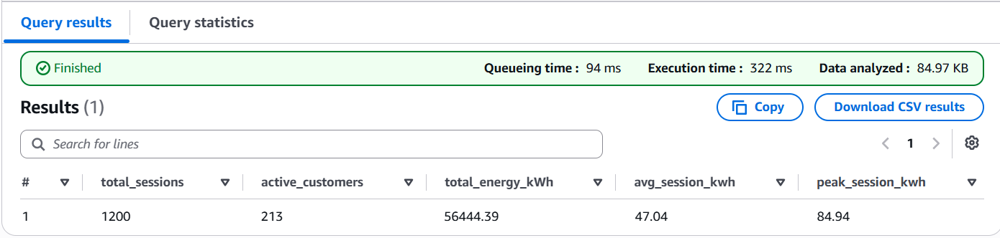 Query results Query statistics
Finished Queueing time : 94 ms Execution time : 322 ms Data analyzed : 84.97 KB
Results (1) Copy Download CSV results
Search for lines 1
# total_sessions active_customers total_energy_kWh avg_session_kwh peak_session_kwh
1 1200 213 56444.39 47.04 84.94